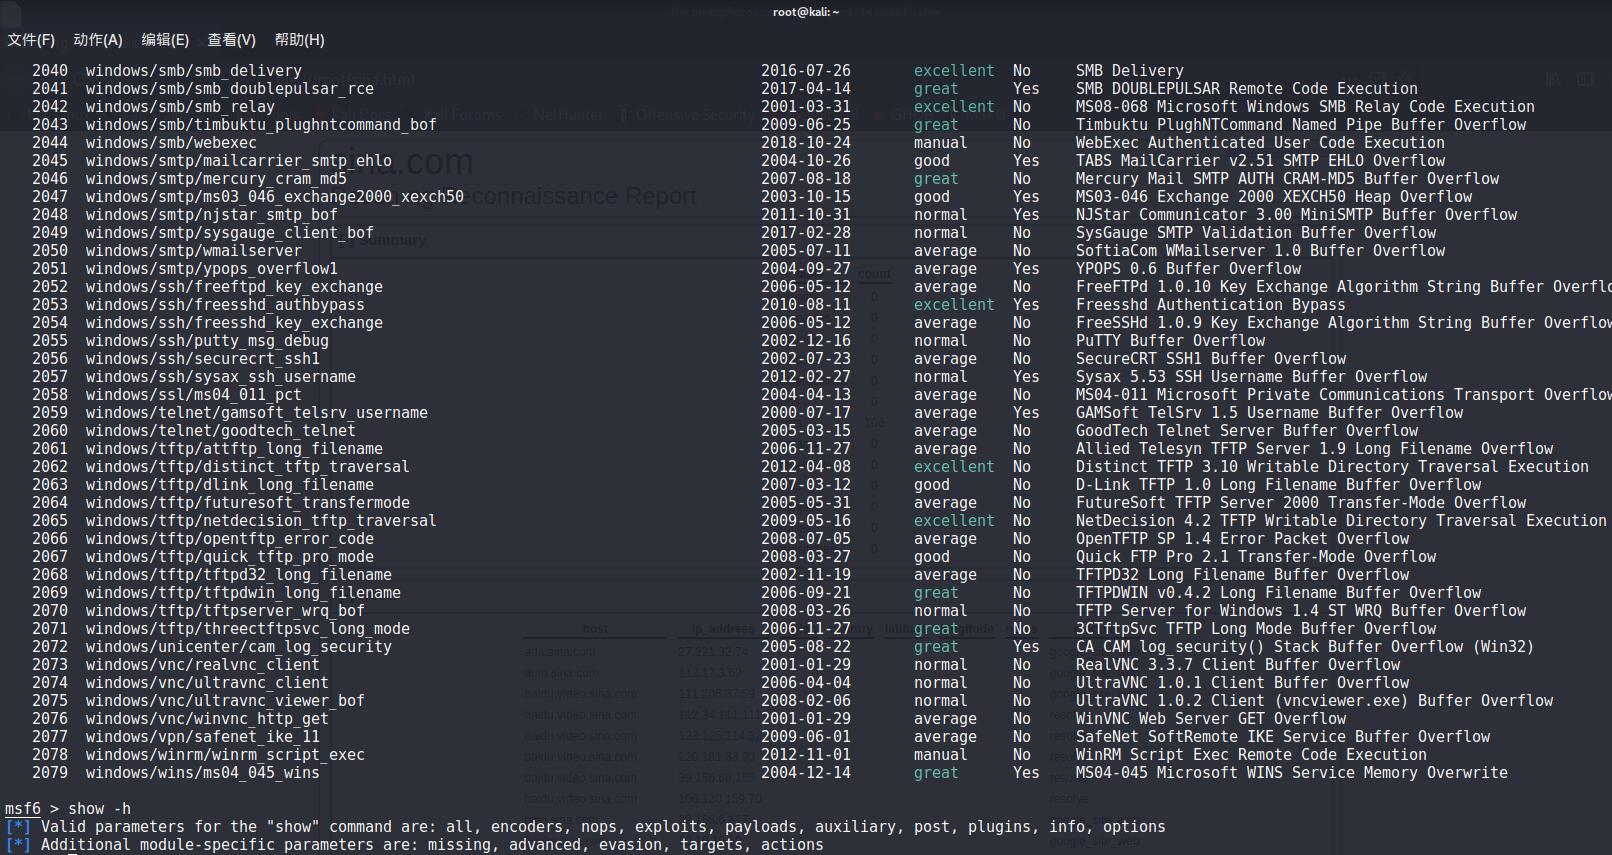 root@kali: ~
文件(F) 动作(A) 编辑(E) 查看(V) 帮助(H)
2040 windows/smb/smb_delivery 2016-07-26 excellent No SMB Delivery
2041 windows/smb/smb_doublepulsar_rce 2017-04-14 great Yes SMB DOUBLEPULSAR Remote Code Execution
2042 windows/smb/smb_relay 2001-03-31 excellent No MS08-068 Microsoft Windows SMB Relay Code Execution
2043 windows/smb/timbuktu_plughntcommand_bof 2009-06-25 great No Timbuktu PlughNTCommand Named Pipe Buffer Overflow
2044 windows/smb/webexec 2018-10-24 manual No WebExec Authenticated User Code Execution
2045 windows/smtp/mailcarrier_smtp_ehlo 2004-10-26 good Yes TABS MailCarrier v2.51 SMTP EHLO Overflow
2046 windows/smtp/mercury_cram_md5 2007-08-18 great No Mercury Mail SMTP AUTH CRAM-MD5 Buffer Overflow
2047 windows/smtp/ms03_046_exchange2000_xexch50 2003-10-15 good Yes MS03-046 Exchange 2000 XEXCH50 Heap Overflow
2048 windows/smtp/njstar_smtp_bof 2011-10-31 normal Yes NJStar Communicator 3.00 MiniSMTP Buffer Overflow
2049 windows/smtp/sysgauge_client_bof 2017-02-28 normal No SysGauge SMTP Validation Buffer Overflow
2050 windows/smtp/wmailserver 2005-07-11 average No SoftiaCom WMailserver 1.0 Buffer Overflow
2051 windows/smtp/ypops_overflow1 2004-09-27 average Yes YPOPS 0.6 Buffer Overflow
2052 windows/ssh/freeftpd_key_exchange 2006-05-12 average No FreeFTPd 1.0.10 Key Exchange Algorithm String Buffer Overflo
2053 windows/ssh/freesshd_authbypass 2010-08-11 excellent Yes Freesshd Authentication Bypass
2054 windows/ssh/freesshd_key_exchange 2006-05-12 average No FreeSSHd 1.0.9 Key Exchange Algorithm String Buffer Overflow
2055 windows/ssh/putty_msg_debug 2002-12-16 normal No PuTTY Buffer Overflow
2056 windows/ssh/securecrt_ssh1 2002-07-23 average No SecureCRT SSH1 Buffer Overflow
2057 windows/ssh/sysax_ssh_username 2012-02-27 normal Yes Sysax 5.53 SSH Username Buffer Overflow
2058 windows/ssl/ms04_011_pct 2004-04-13 average No MS04-011 Microsoft Private Communications Transport Overflow
2059 windows/telnet/gamsoft_telsrv_username 2000-07-17 average Yes GAMSoft TelSrv 1.5 Username Buffer Overflow
2060 windows/telnet/goodtech_telnet 2005-03-15 average No GoodTech Telnet Server Buffer Overflow
2061 windows/tftp/attftp_long_filename 2006-11-27 average No Allied Telesyn TFTP Server 1.9 Long Filename Overflow
2062 windows/tftp/distinct_tftp_traversal 2012-04-08 excellent No Distinct TFTP 3.10 Writable Directory Traversal Execution
2063 windows/tftp/dlink_long_filename 2007-03-12 good No D-Link TFTP 1.0 Long Filename Buffer Overflow
2064 windows/tftp/futuresoft_transfermode 2005-05-31 average No FutureSoft TFTP Server 2000 Transfer-Mode Overflow
2065 windows/tftp/netdecision_tftp_traversal 2009-05-16 excellent No NetDecision 4.2 TFTP Writable Directory Traversal Execution
2066 windows/tftp/opentftp_error_code 2008-07-05 average No OpenTFTP SP 1.4 Error Packet Overflow
2067 windows/tftp/quick_tftp_pro_mode 2008-03-27 good No Quick FTP Pro 2.1 Transfer-Mode Overflow
2068 windows/tftp/tftpd32_long_filename 2002-11-19 average No TFTPD32 Long Filename Buffer Overflow
2069 windows/tftp/tftpdwin_long_filename 2006-09-21 great No TFTPDWIN v0.4.2 Long Filename Buffer Overflow
2070 windows/tftp/tftpserver_wrq_bof 2008-03-26 normal No TFTP Server for Windows 1.4 ST WRQ Buffer Overflow
2071 windows/tftp/threectftpsvc_long_mode 2006-11-27 great No 3CTftpSvc TFTP Long Mode Buffer Overflow
2072 windows/unicenter/cam_log_security 2005-08-22 great Yes CA CAM log_security() Stack Buffer Overflow (Win32)
2073 windows/vnc/realvnc_client 2001-01-29 normal No RealVNC 3.3.7 Client Buffer Overflow
2074 windows/vnc/ultravnc_client 2006-04-04 normal No UltraVNC 1.0.1 Client Buffer Overflow
2075 windows/vnc/ultravnc_viewer_bof 2008-02-06 normal No UltraVNC 1.0.2 Client (vncviewer.exe) Buffer Overflow
2076 windows/vnc/winvnc_http_get 2001-01-29 average No WinVNC Web Server GET Overflow
2077 windows/vpn/safenet_ike_11 2009-06-01 average No SafeNet SoftRemote IKE Service Buffer Overflow
2078 windows/winrm/winrm_script_exec 2012-11-01 manual No WinRM Script Exec Remote Code Execution
2079 windows/wins/ms04_045_wins 2004-12-14 great Yes MS04-045 Microsoft WINS Service Memory Overwrite
msf6 > show -h
[*] Valid parameters for the "show" command are: all, encoders, nops, exploits, payloads, auxiliary, post, plugins, info, options
[*] Additional module-specific parameters are: missing, advanced, evasion, targets, actions